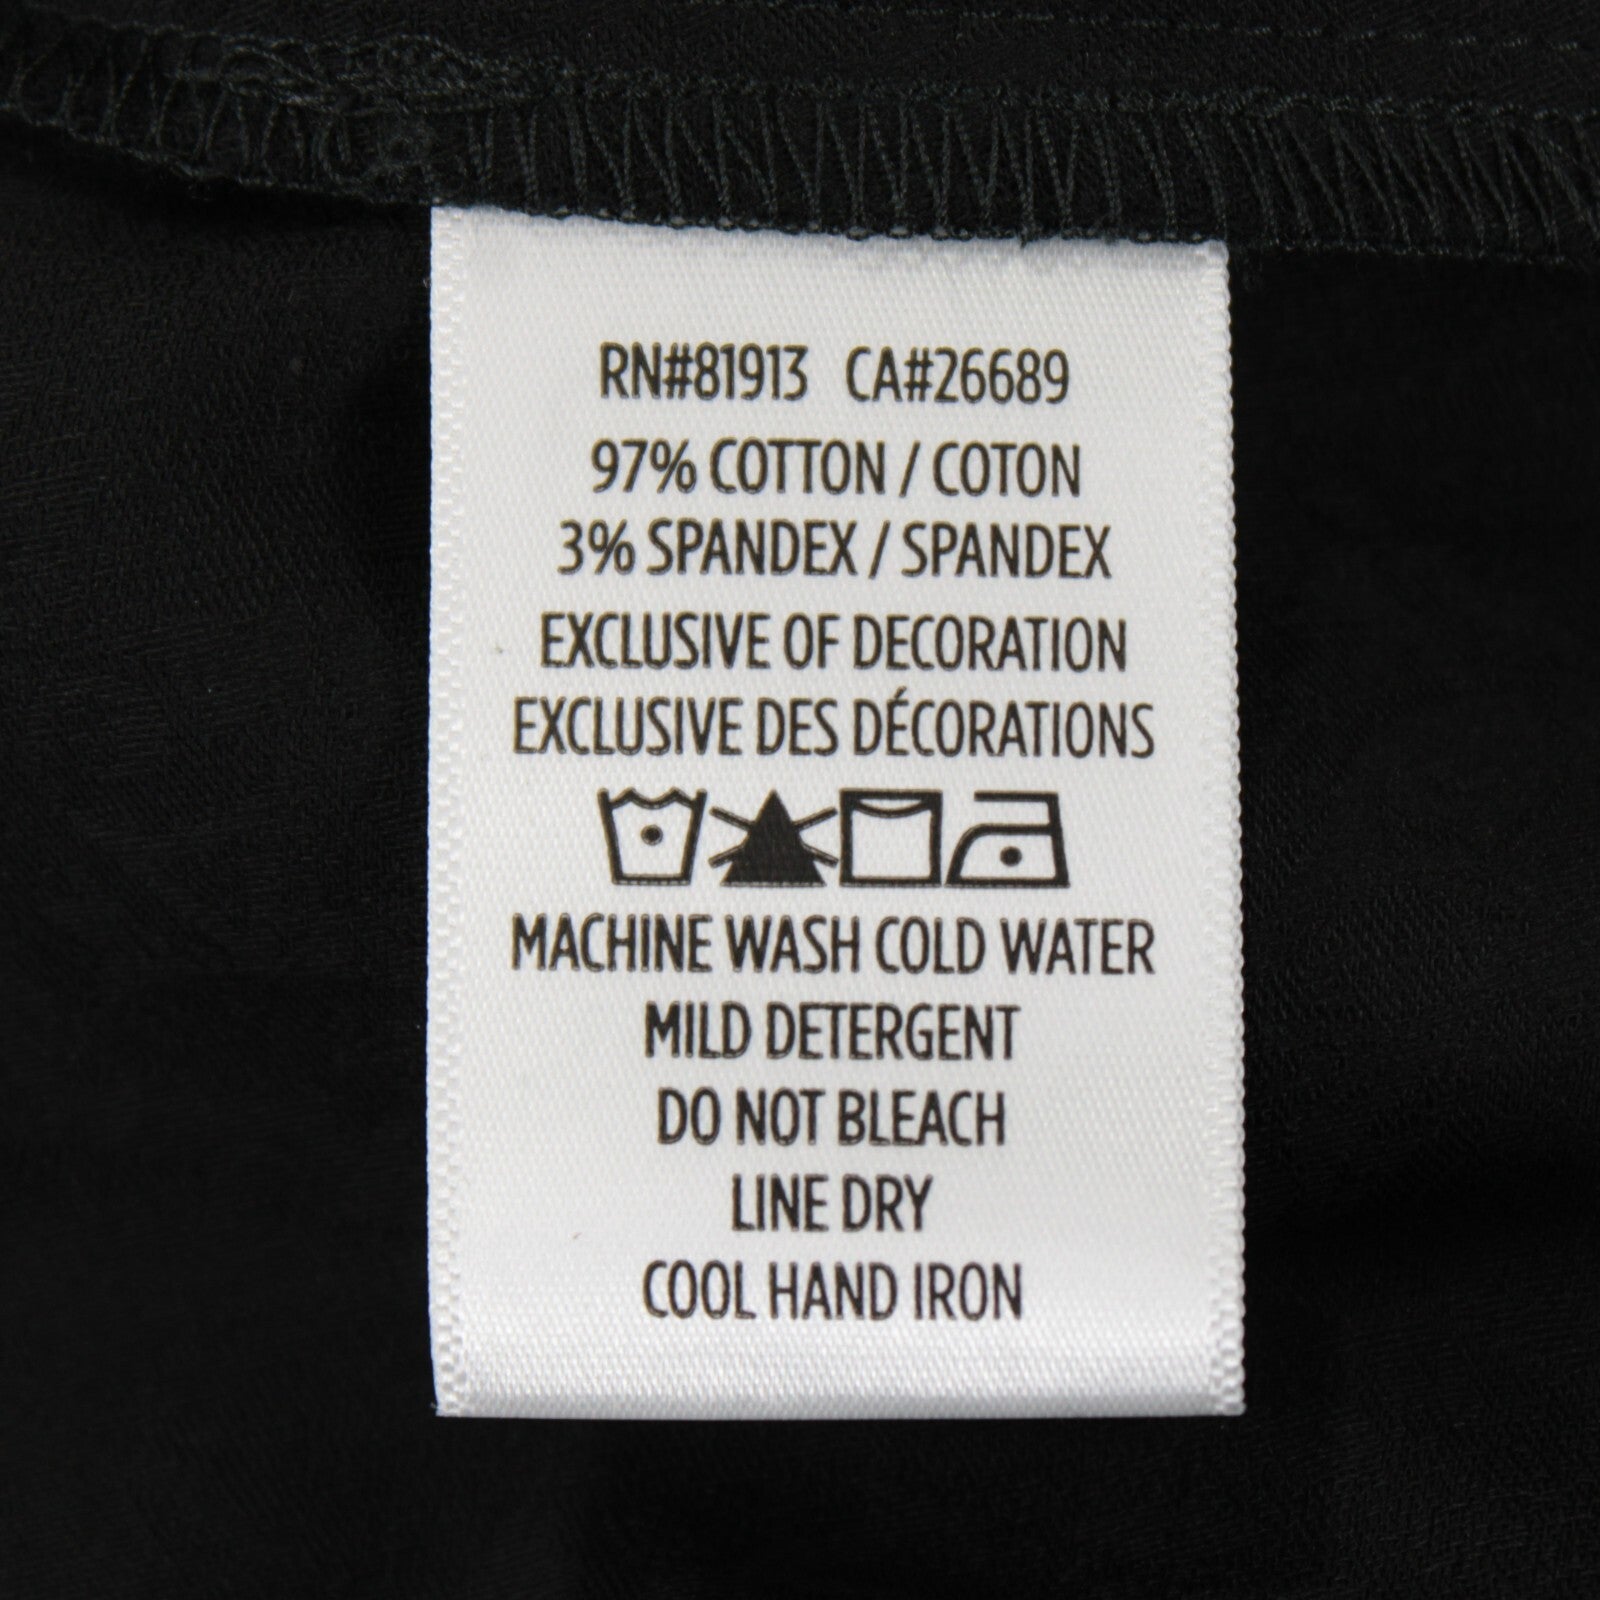 RN#81913 CA#26689
97% COTTON / COTON
3% SPANDEX / SPANDEX
EXCLUSIVE OF DECORATION
EXCLUSIVE DES DÉCORATIONS
MACHINE WASH COLD WATER
MILD DETERGENT
DO NOT BLEACH
LINE DRY
COOL HAND IRON